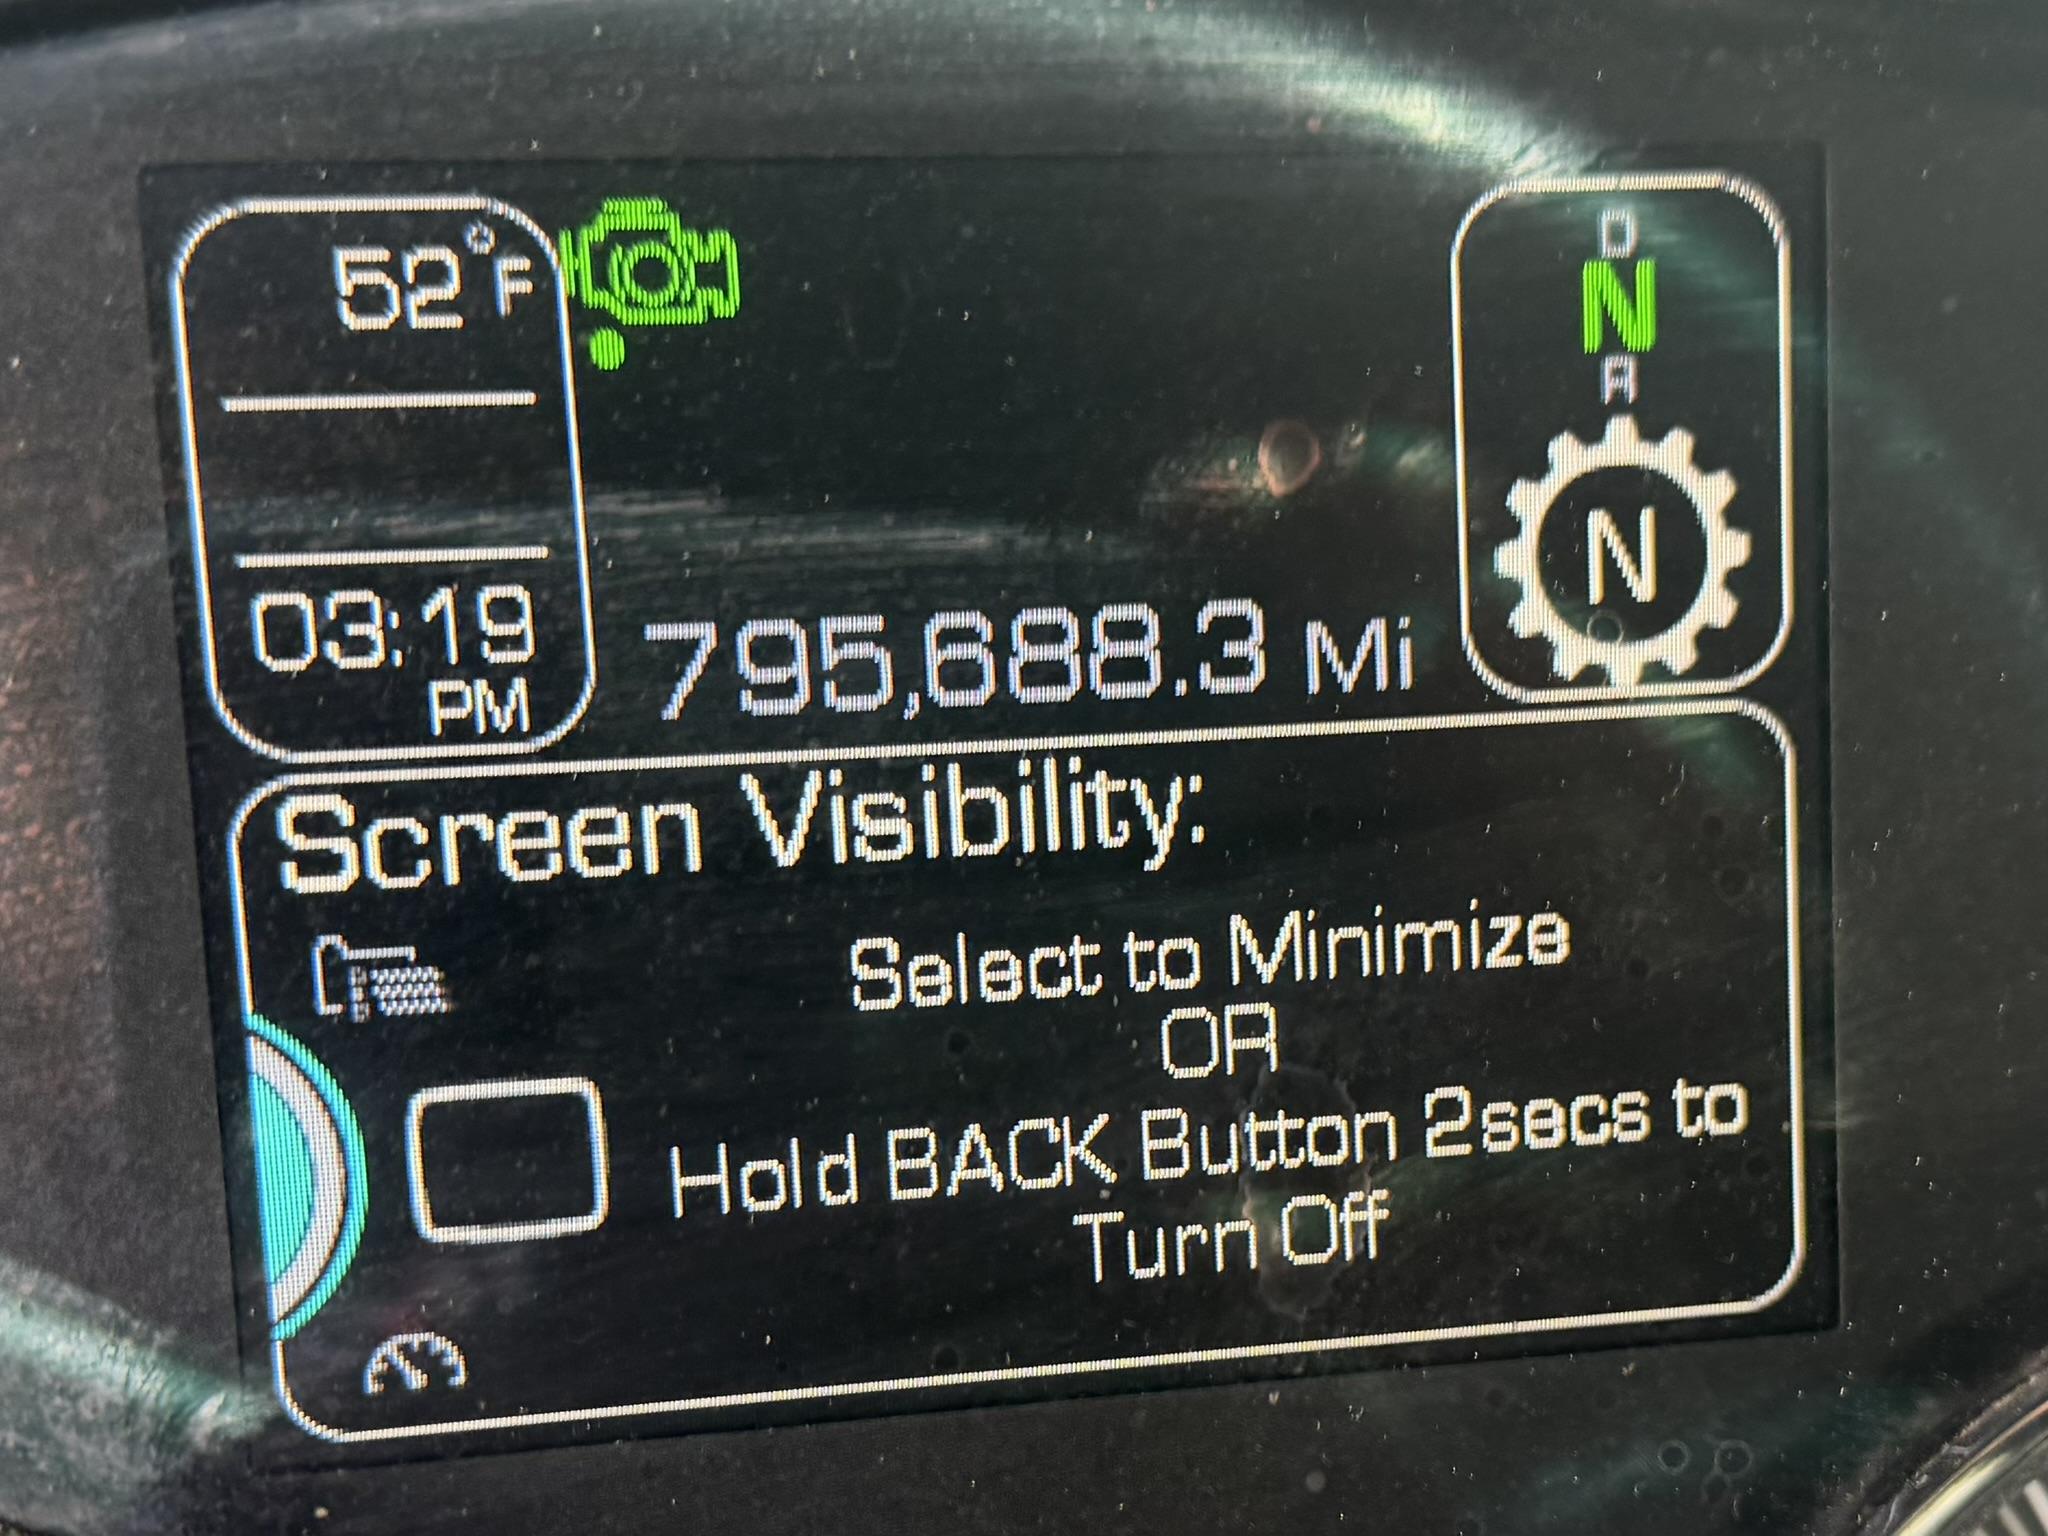 52°F
D
N
R
N
03:19
PM
795,688.3 Mi
Screen Visibility:
Select to Minimize
OR
Hold BACK Button 2secs to
Turn Off